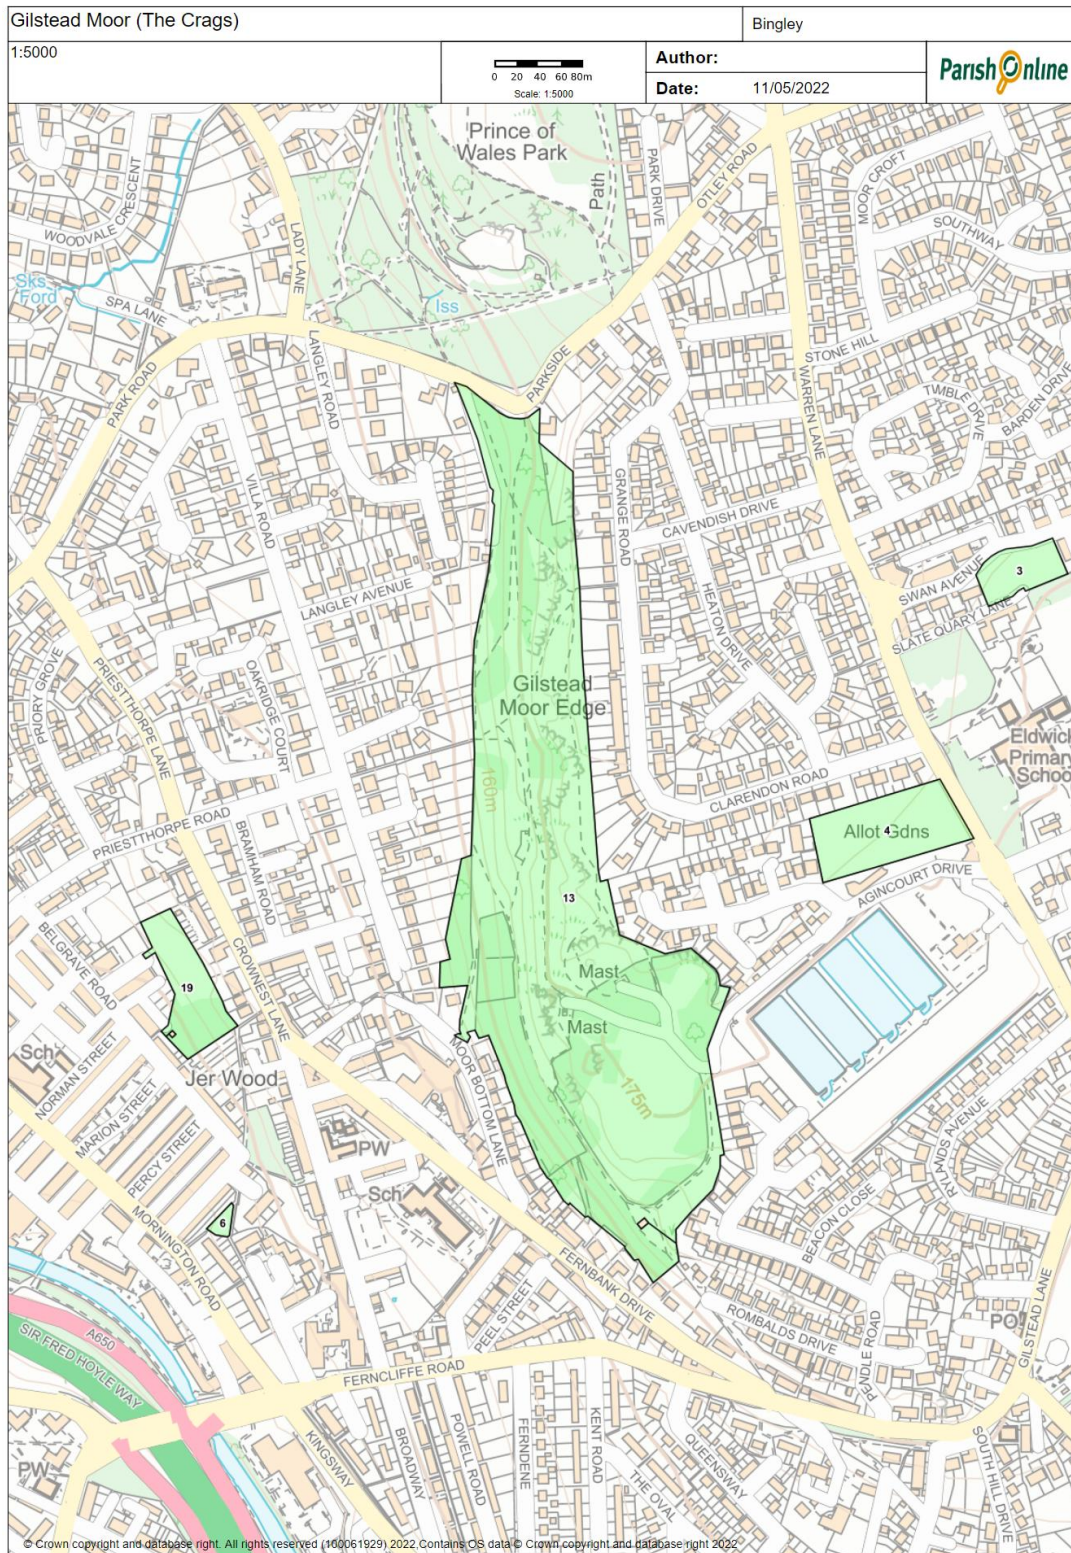 Gilstead Moor (The Crags)
Bingley
1:5000
0 20 40 60 80m
Scale: 1:5000
Author:
Date: 11/05/2022
Parish Online
Prince of
Wales Park
Path
PARK DRIVE
OTLEY ROAD
MOOR CROFT
SOUTHWAY
WOODVALE CRESCENT
LADY LANE
Sks
Ford
SPA LANE
Iss
PARK ROAD
LANGLEY ROAD
PARKSIDE
STONE HILL
WARREN LANE
TIMBLE DRIVE
BARDEN DRIVE
VILLA ROAD
GRANGE ROAD
CAVENDISH DRIVE
LANGLEY AVENUE
HEATON DRIVE
SWAN AVENUE
3
SLATE QUARY LANE
PRIORY GROVE
PRIESTTHORPE LANE
OAKRIDGE COURT
Gilstead
Moor Edge
Eldwick
Primary
School
160m
CLARENDON ROAD
PRIESTTHORPE ROAD
BRAMHAM ROAD
Allot Gdns
4
AGINCOURT DRIVE
13
BELGRAVE ROAD
CROWNEST LANE
19
Mast
Mast
Sch
NORMAN STREET
MARION STREET
PERCY STREET
Jer Wood
MOOR BOTTOM LANE
175m
PW
Sch
RYLANDS AVENUE
BEACON CLOSE
6
MORNINGTON ROAD
FERNBANK DRIVE
PEEL STREET
ROMBALDS DRIVE
PENDLE ROAD
PO
GILSTEAD LANE
A650
SIR FRED HOYLE WAY
FERNCLIFFE ROAD
KINGSWAY
BROADWAY
POWELL ROAD
FERNDENE
KENT ROAD
THE OVAL
QUEENSWAY
SOUTH HILL DRIVE
PW
© Crown copyright and database right. All rights reserved (160061929) 2022.Contains OS data © Crown copyright and database right 2022